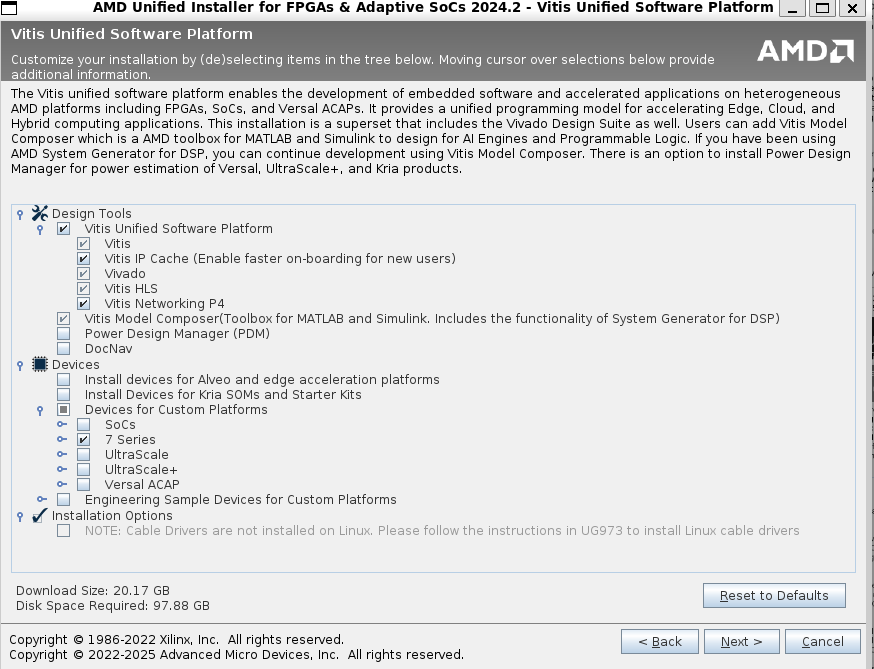 AMD Unified Installer for FPGAs & Adaptive SoCs 2024.2 - Vitis Unified Software Platform
Vitis Unified Software Platform
Customize your installation by (de)selecting items in the tree below. Moving cursor over selections below provide
additional information.
AMD
The Vitis unified software platform enables the development of embedded software and accelerated applications on heterogeneous
AMD platforms including FPGAs, SoCs, and Versal ACAPs. It provides a unified programming model for accelerating Edge, Cloud, and
Hybrid computing applications. This installation is a superset that includes the Vivado Design Suite as well. Users can add Vitis Model
Composer which is a AMD toolbox for MATLAB and Simulink to design for AI Engines and Programmable Logic. If you have been using
AMD System Generator for DSP, you can continue development using Vitis Model Composer. There is an option to install Power Design
Manager for power estimation of Versal, UltraScale+, and Kria products.
Design Tools
Vitis Unified Software Platform
Vitis
Vitis IP Cache (Enable faster on-boarding for new users)
Vivado
Vitis HLS
Vitis Networking P4
Vitis Model Composer(Toolbox for MATLAB and Simulink. Includes the functionality of System Generator for DSP)
Power Design Manager (PDM)
DocNav
Devices
Install devices for Alveo and edge acceleration platforms
Install Devices for Kria SOMs and Starter Kits
Devices for Custom Platforms
SoCs
7 Series
UltraScale
UltraScale+
Versal ACAP
Engineering Sample Devices for Custom Platforms
Installation Options
NOTE: Cable Drivers are not installed on Linux. Please follow the instructions in UG973 to install Linux cable drivers
Download Size: 20.17 GB
Disk Space Required: 97.88 GB
Reset to Defaults
Copyright © 1986-2022 Xilinx, Inc. All rights reserved.
Copyright © 2022-2025 Advanced Micro Devices, Inc. All rights reserved.
< Back
Next >
Cancel